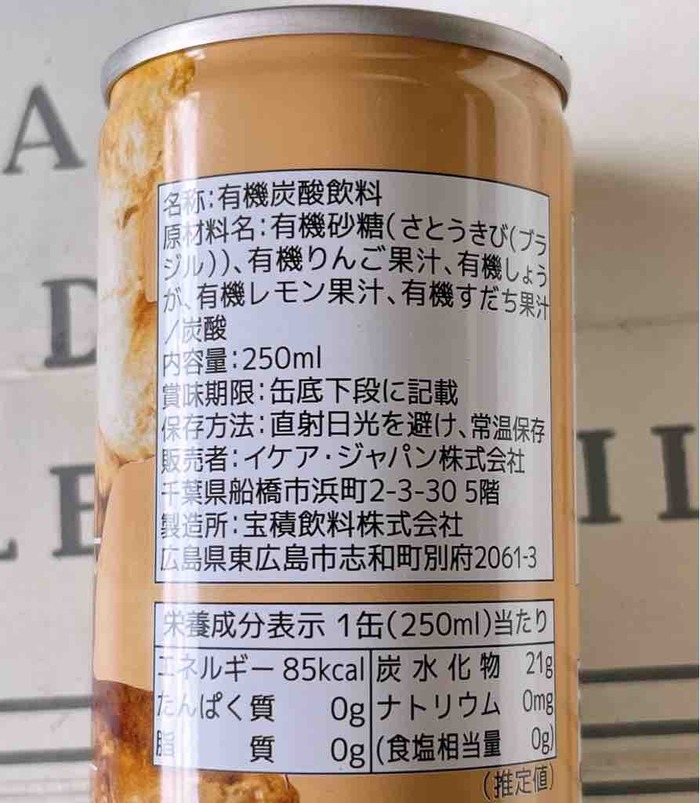 名称:有機炭酸飲料
原材料名:有機砂糖(さとうきび(ブラ
ジル))、有機りんご果汁、有機しょう
が、有機レモン果汁、有機すだち果汁
/炭酸
内容量:250ml
賞味期限:缶底下段に記載
保存方法:直射日光を避け、常温保存
販売者:イケア・ジャパン株式会社
千葉県船橋市浜町2-3-30 5階
製造所:宝積飲料株式会社
広島県東広島市志和町別府2061-3
栄養成分表示 1缶(250ml)当たり
エネルギー 85kcal 炭水化物 21g
たんぱく質 0g ナトリウム 0mg
脂質 0g (食塩相当量 0g)
(推定値)